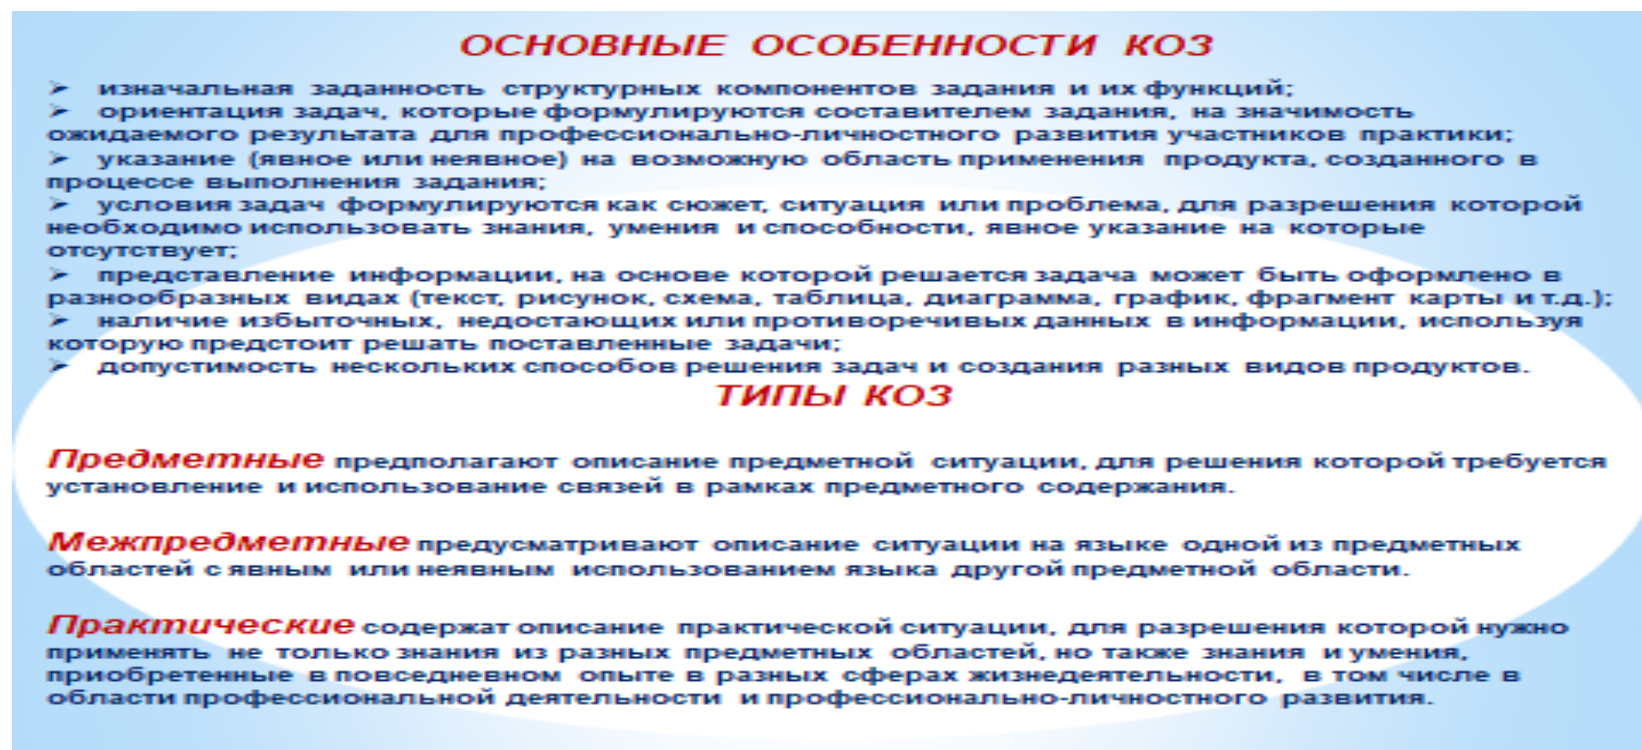 ОСНОВНЫЕ ОСОБЕННОСТИ КОЗ
➢ изначальная заданность структурных компонентов задания и их функций;
➢ ориентация задач, которые формулируются составителем задания, на значимость
ожидаемого результата для профессионально-личностного развития участников практики;
➢ указание (явное или неявное) на возможную область применения продукта, созданного в
процессе выполнения задания;
➢ условия задач формулируются как сюжет, ситуация или проблема, для разрешения которой
необходимо использовать знания, умения и способности, явное указание на которые
отсутствует;
➢ представление информации, на основе которой решается задача может быть оформлено в
разнообразных видах (текст, рисунок, схема, таблица, диаграмма, график, фрагмент карты и т.д.);
➢ наличие избыточных, недостающих или противоречивых данных в информации, используя
которую предстоит решать поставленные задачи;
➢ допустимость нескольких способов решения задач и создания разных видов продуктов.
ТИПЫ КОЗ
Предметные предполагают описание предметной ситуации, для решения которой требуется
установление и использование связей в рамках предметного содержания.
Межпредметные предусматривают описание ситуации на языке одной из предметных
областей с явным или неявным использованием языка другой предметной области.
Практические содержат описание практической ситуации, для разрешения которой нужно
применять не только знания из разных предметных областей, но также знания и умения,
приобретенные в повседневном опыте в разных сферах жизнедеятельности, в том числе в
области профессиональной деятельности и профессионально-личностного развития.